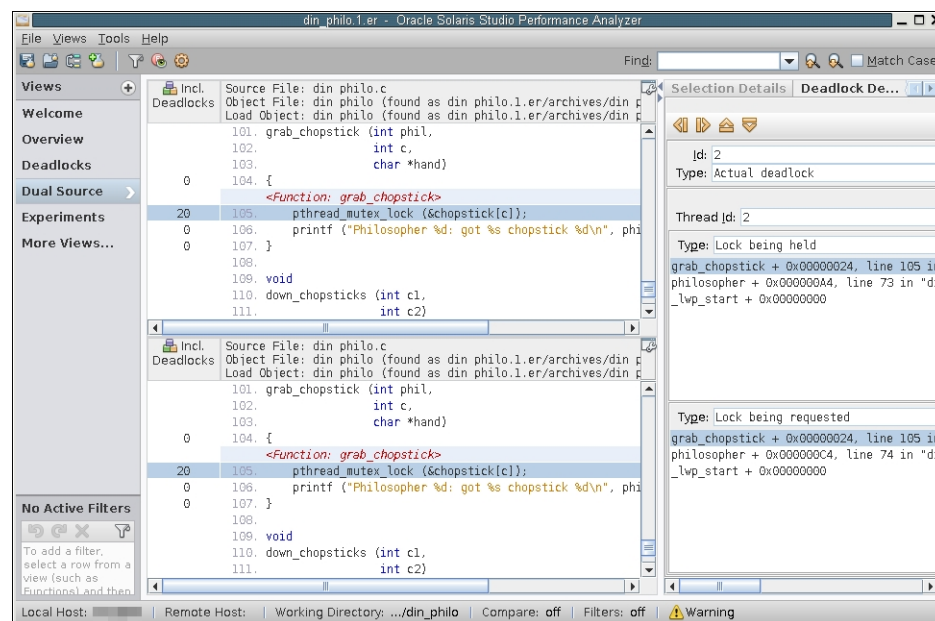 din_philo.1.er - Oracle Solaris Studio Performance Analyzer
File Views Tools Help
Find: Match Case
Views
Welcome
Overview
Deadlocks
Dual Source
Experiments
More Views...
Incl.
Deadlocks
Source File: din philo.c
Object File: din philo (found as din philo.1.er/archives/din p
Load Object: din philo (found as din philo.1.er/archives/din p
101. grab_chopstick (int phil,
102. int c,
103. char *hand)
0 104. {
<Function: grab_chopstick>
20 105. pthread_mutex_lock (&chopstick[c]);
0 106. printf ("Philosopher %d: got %s chopstick %d\n", phi
0 107. }
108.
109. void
110. down_chopsticks (int c1,
111. int c2)
Incl.
Deadlocks
Source File: din philo.c
Object File: din philo (found as din philo.1.er/archives/din p
Load Object: din philo (found as din philo.1.er/archives/din p
101. grab_chopstick (int phil,
102. int c,
103. char *hand)
0 104. {
<Function: grab_chopstick>
20 105. pthread_mutex_lock (&chopstick[c]);
0 106. printf ("Philosopher %d: got %s chopstick %d\n", phi
0 107. }
108.
109. void
110. down_chopsticks (int c1,
111. int c2)
Selection Details Deadlock De...
Id: 2
Type: Actual deadlock
Thread Id: 2
Type: Lock being held
grab_chopstick + 0x00000024, line 105 i
philosopher + 0x000000A4, line 73 in "d
_lwp_start + 0x00000000
Type: Lock being requested
grab_chopstick + 0x00000024, line 105 i
philosopher + 0x000000C4, line 74 in "d
_lwp_start + 0x00000000
No Active Filters
To add a filter,
select a row from a
view (such as
Functions) and then
Local Host: Remote Host: Working Directory: .../din_philo Compare: off Filters: off Warning